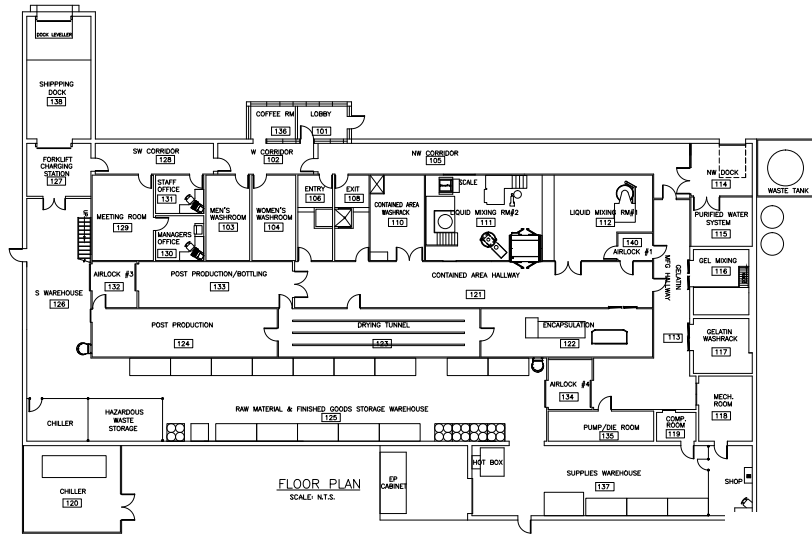 DOCK LEVELLER
SHIPPPING
DOCK
138
COFFEE RM
136
LOBBY
101
FORKLIFT
CHARGING
STATION
127
SW CORRIDOR
128
W CORRIDOR
102
NW CORRIDOR
105
NW DOCK
114
WASTE TANK
STAFF
OFFICE
131
MEETING ROOM
129
MANAGERS
OFFICE
130
MEN'S
WASHROOM
103
WOMEN'S
WASHROOM
104
ENTRY
106
EXIT
108
CONTAINED AREA
WASHRACK
110
SCALE
LIQUID MIXING RM#2
111
LIQUID MIXING RM#1
112
140
AIRLOCK #1
PURIFIED WATER
SYSTEM
115
GEL MIXING
116
GELATIN
MFG HALLWAY
113
GELATIN
WASHRACK
117
UP
S WAREHOUSE
126
AIRLOCK #3
132
POST PRODUCTION/BOTTLING
133
CONTAINED AREA HALLWAY
121
POST PRODUCTION
124
DRYING TUNNEL
123
ENCAPSULATION
122
AIRLOCK #4
134
MECH.
ROOM
118
CHILLER
HAZARDOUS
WASTE
STORAGE
RAW MATERIAL & FINISHED GOODS STORAGE WAREHOUSE
125
PUMP/DIE ROOM
135
COMP.
ROOM
119
CHILLER
120
FLOOR PLAN
SCALE: N.T.S.
EP
CABINET
HOT BOX
SUPPLIES WAREHOUSE
137
SHOP